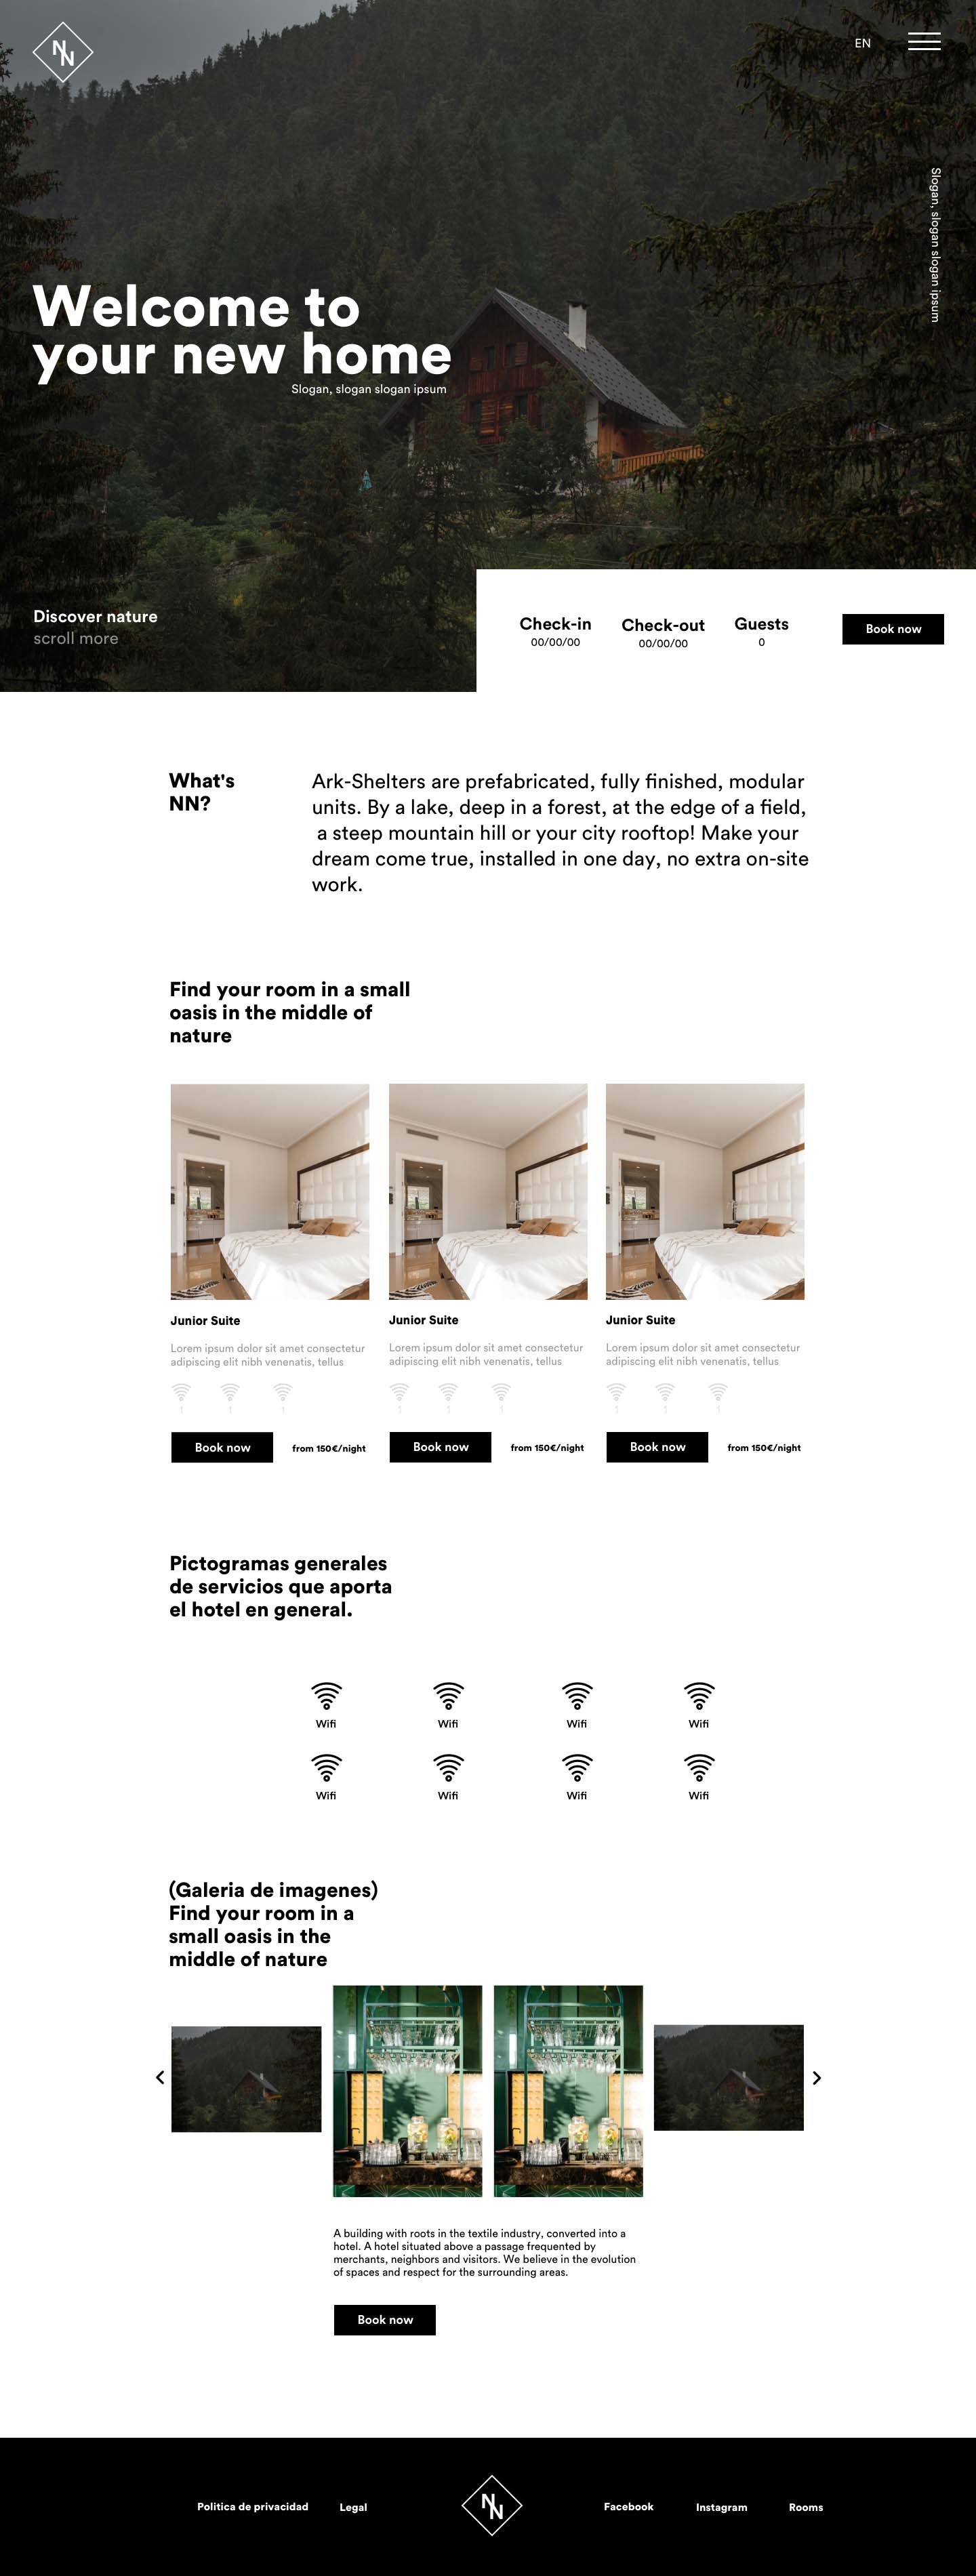 NN
EN
Slogan, slogan slogan ipsum
Welcome to
your new home
Slogan, slogan slogan ipsum
Discover nature
scroll more
Check-in
00/00/00
Check-out
00/00/00
Guests
0
Book now
What's
NN?
Ark-Shelters are prefabricated, fully finished, modular
units. By a lake, deep in a forest, at the edge of a field,
a steep mountain hill or your city rooftop! Make your
dream come true, installed in one day, no extra on-site
work.
Find your room in a small
oasis in the middle of
nature
Junior Suite
Lorem ipsum dolor sit amet consectetur
adipiscing elit nibh venenatis, tellus
1 1 1
Book now from 150€/night
Junior Suite
Lorem ipsum dolor sit amet consectetur
adipiscing elit nibh venenatis, tellus
1 1 1
Book now from 150€/night
Junior Suite
Lorem ipsum dolor sit amet consectetur
adipiscing elit nibh venenatis, tellus
1 1 1
Book now from 150€/night
Pictogramas generales
de servicios que aporta
el hotel en general.
Wifi Wifi Wifi Wifi
Wifi Wifi Wifi Wifi
(Galeria de imagenes)
Find your room in a
small oasis in the
middle of nature
A building with roots in the textile industry, converted into a
hotel. A hotel situated above a passage frequented by
merchants, neighbors and visitors. We believe in the evolution
of spaces and respect for the surrounding areas.
Book now
Politica de privacidad Legal NN Facebook Instagram Rooms